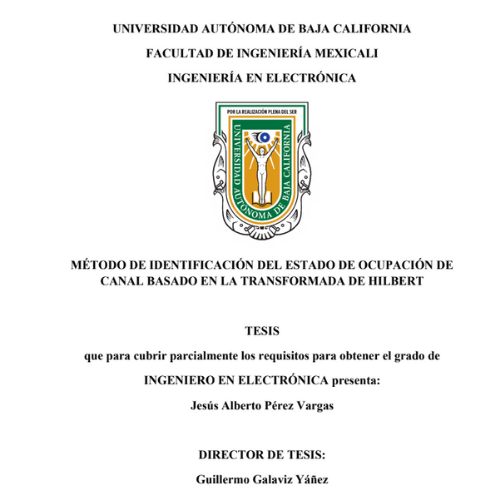 UNIVERSIDAD AUTÓNOMA DE BAJA CALIFORNIA
FACULTAD DE INGENIERÍA MEXICALI
INGENIERÍA EN ELECTRÓNICA
POR LA REALIZACIÓN PLENA DEL SER
UNIVERSIDAD AUTÓNOMA DE BAJA CALIFORNIA
MÉTODO DE IDENTIFICACIÓN DEL ESTADO DE OCUPACIÓN DE
CANAL BASADO EN LA TRANSFORMADA DE HILBERT
TESIS
que para cubrir parcialmente los requisitos para obtener el grado de
INGENIERO EN ELECTRÓNICA presenta:
Jesús Alberto Pérez Vargas
DIRECTOR DE TESIS:
Guillermo Galaviz Yáñez